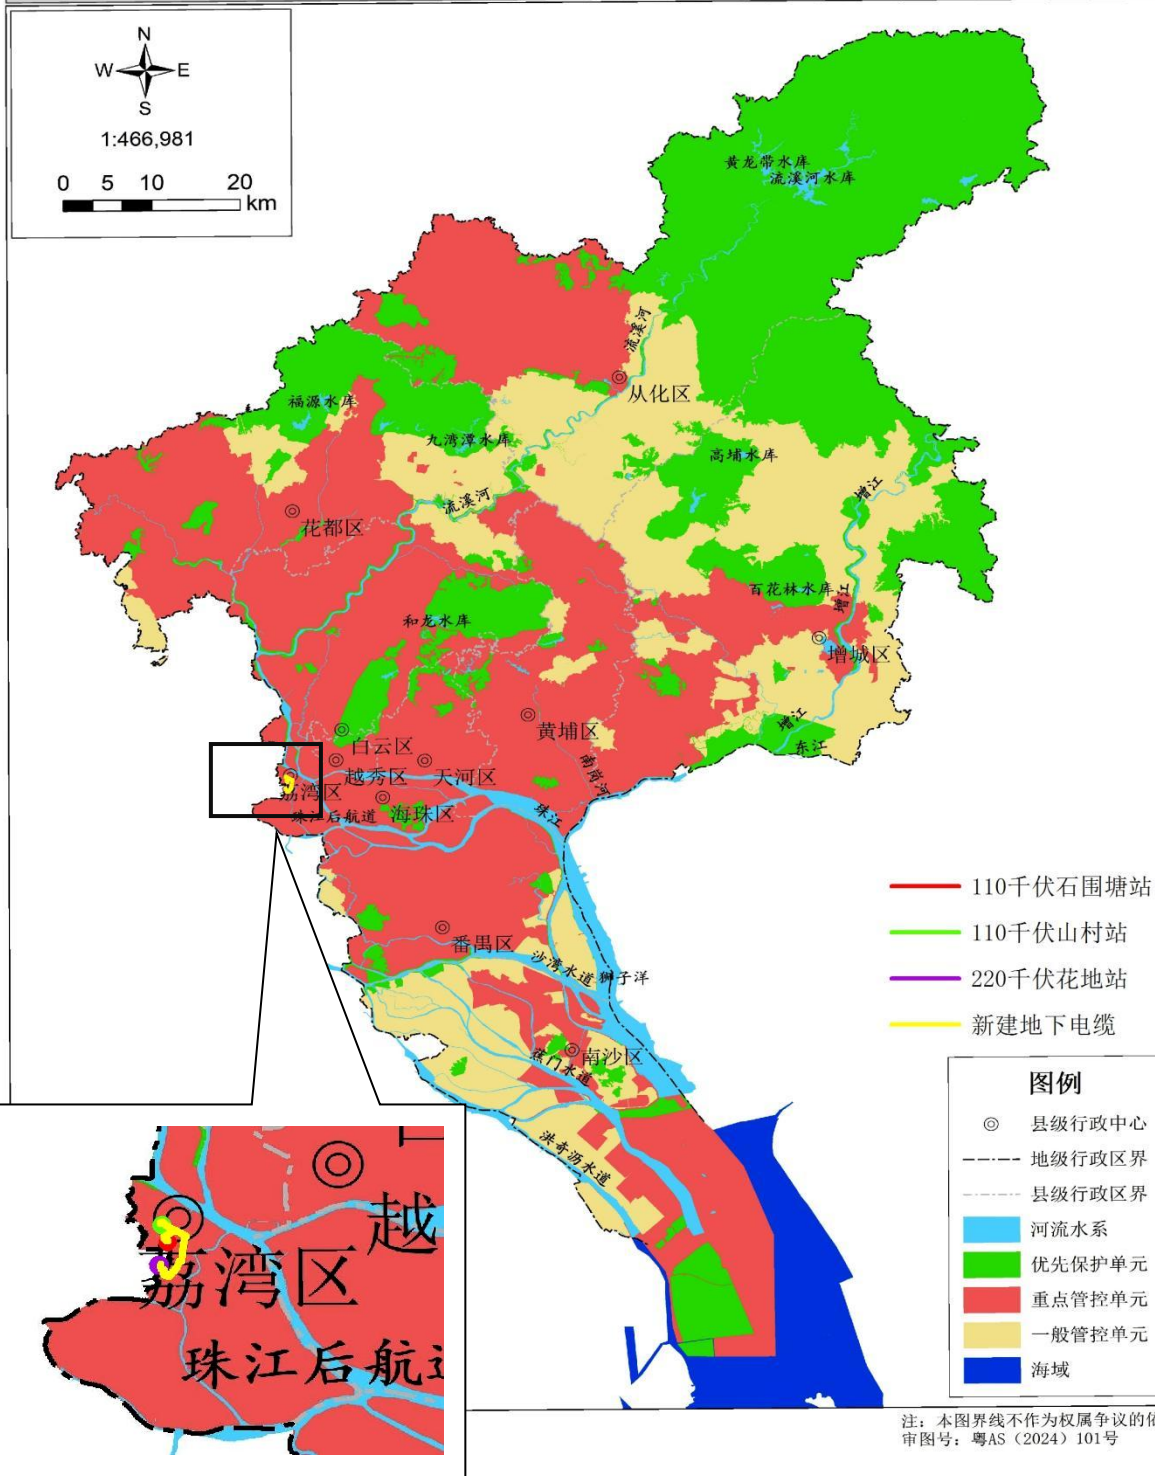 N
W E
S
1:466,981
0 5 10 20
km
黄龙带水库
流溪河水库
流溪河
从化区
福源水库
九湾潭水库
高埔水库
流溪河
增江
花都区
百花林水库
增江
和龙水库
增城区
增江
东江
黄埔区
白云区
越秀区
天河区
南岗河
荔湾区
珠江后航道
海珠区
珠江
110千伏石围塘站
110千伏山村站
220千伏花地站
新建地下电缆
番禺区
沙湾水道
狮子洋
南沙区
蕉门水道
洪奇沥水道
图例
县级行政中心
地级行政区界
县级行政区界
河流水系
优先保护单元
重点管控单元
一般管控单元
海域
越
荔湾区
珠江后航道
注：本图界线不作为权属争议的依
审图号：粤AS（2024）101号